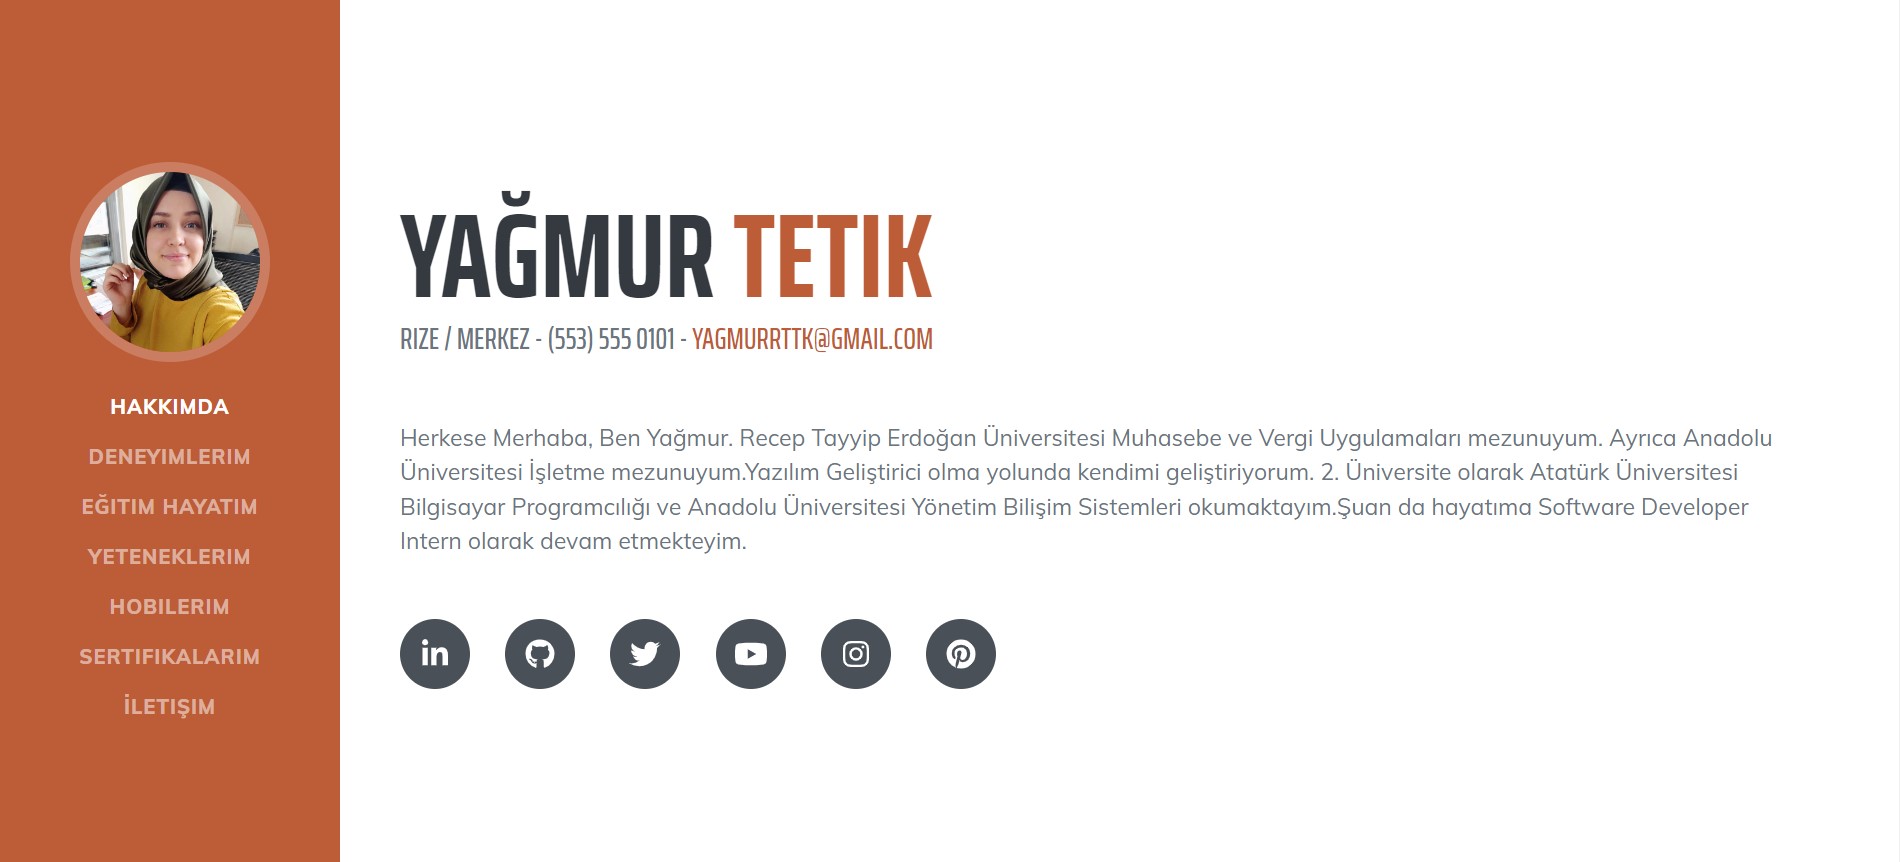 HAKKIMDA
DENEYIMLERIM
EĞITIM HAYATIM
YETENEKLERIM
HOBILERIM
SERTIFIKALARIM
İLETIŞIM
YAĞMUR TETIK
RIZE / MERKEZ - (553) 555 0101 - YAGMURRTTK@GMAIL.COM
Herkese Merhaba, Ben Yağmur. Recep Tayyip Erdoğan Üniversitesi Muhasebe ve Vergi Uygulamaları mezunuyum. Ayrıca Anadolu
Üniversitesi İşletme mezunuyum.Yazılım Geliştirici olma yolunda kendimi geliştiriyorum. 2. Üniversite olarak Atatürk Üniversitesi
Bilgisayar Programcılığı ve Anadolu Üniversitesi Yönetim Bilişim Sistemleri okumaktayım.Şuan da hayatıma Software Developer
Intern olarak devam etmekteyim.